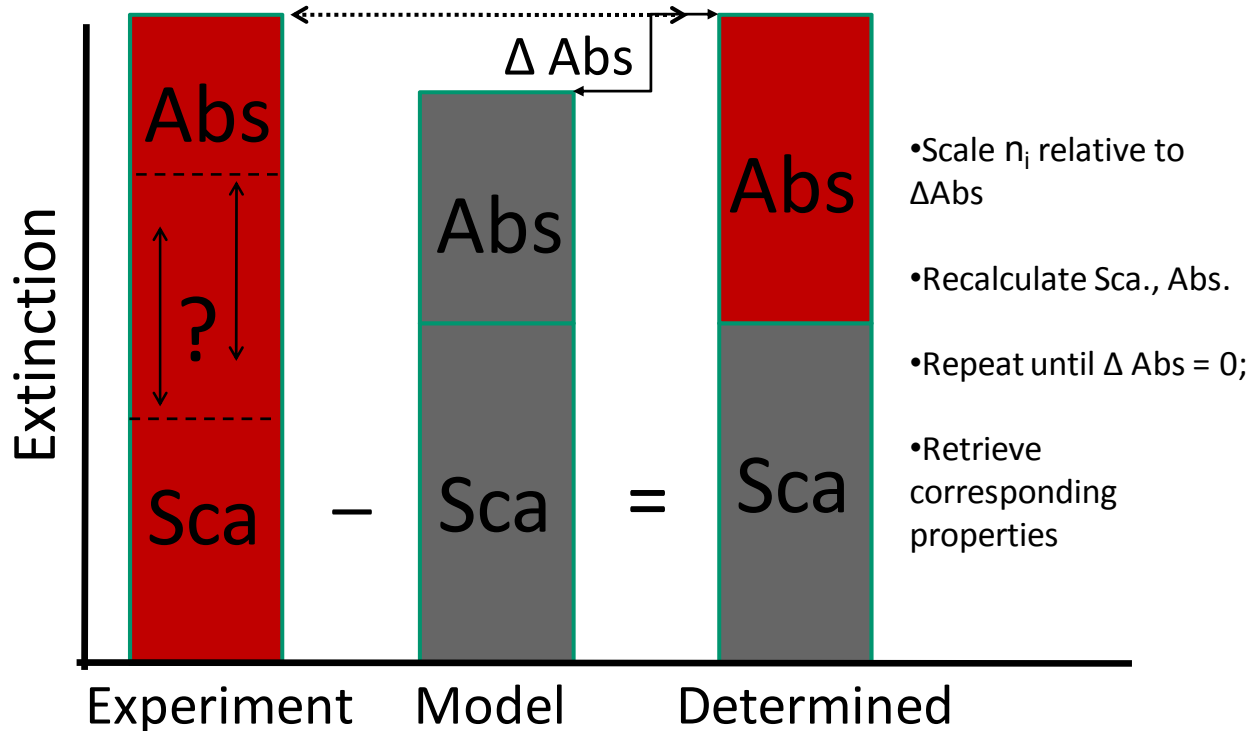 Extinction
Abs
?
Sca
–
Δ Abs
Abs
Sca
=
Abs
Sca
Experiment
Model
Determined
•Scale nᵢ relative to
ΔAbs
•Recalculate Sca., Abs.
•Repeat until Δ Abs = 0;
•Retrieve
corresponding
properties